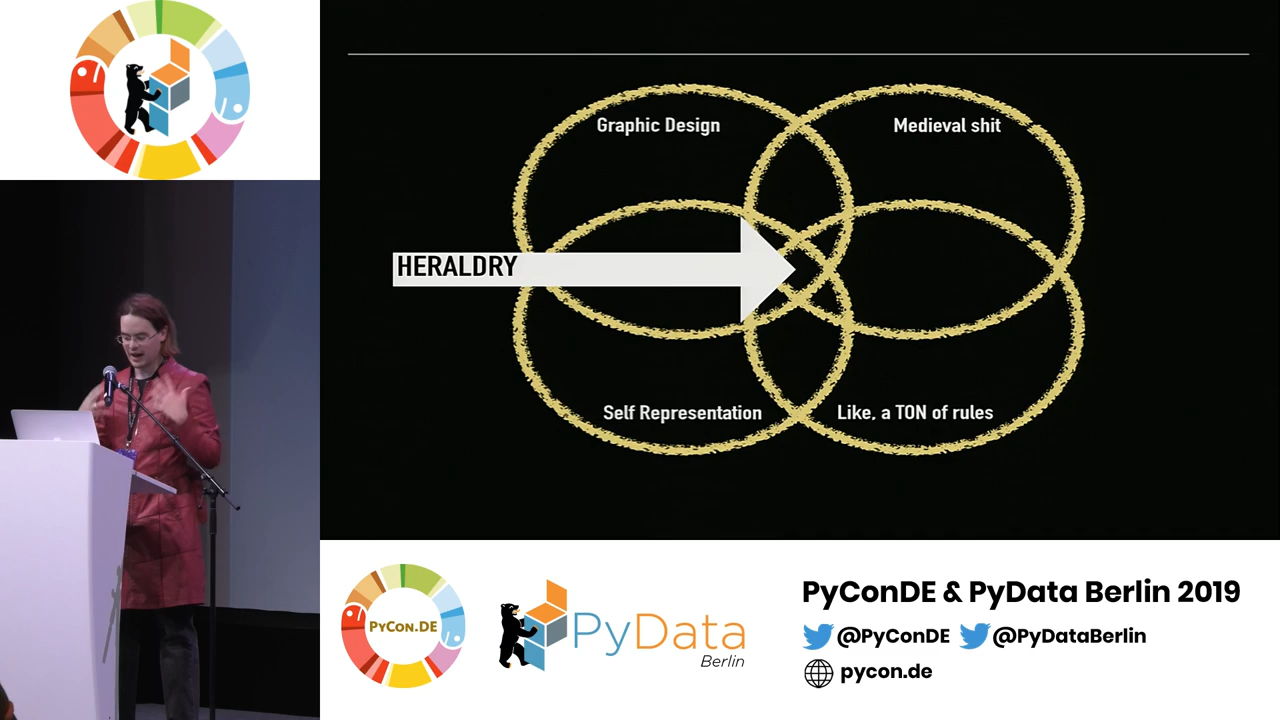 Graphic Design
Medieval shit
HERALDRY
Self Representation
Like, a TON of rules
PyCon.DE
PyData
Berlin
PyConDE & PyData Berlin 2019
@PyConDE @PyDataBerlin
pycon.de